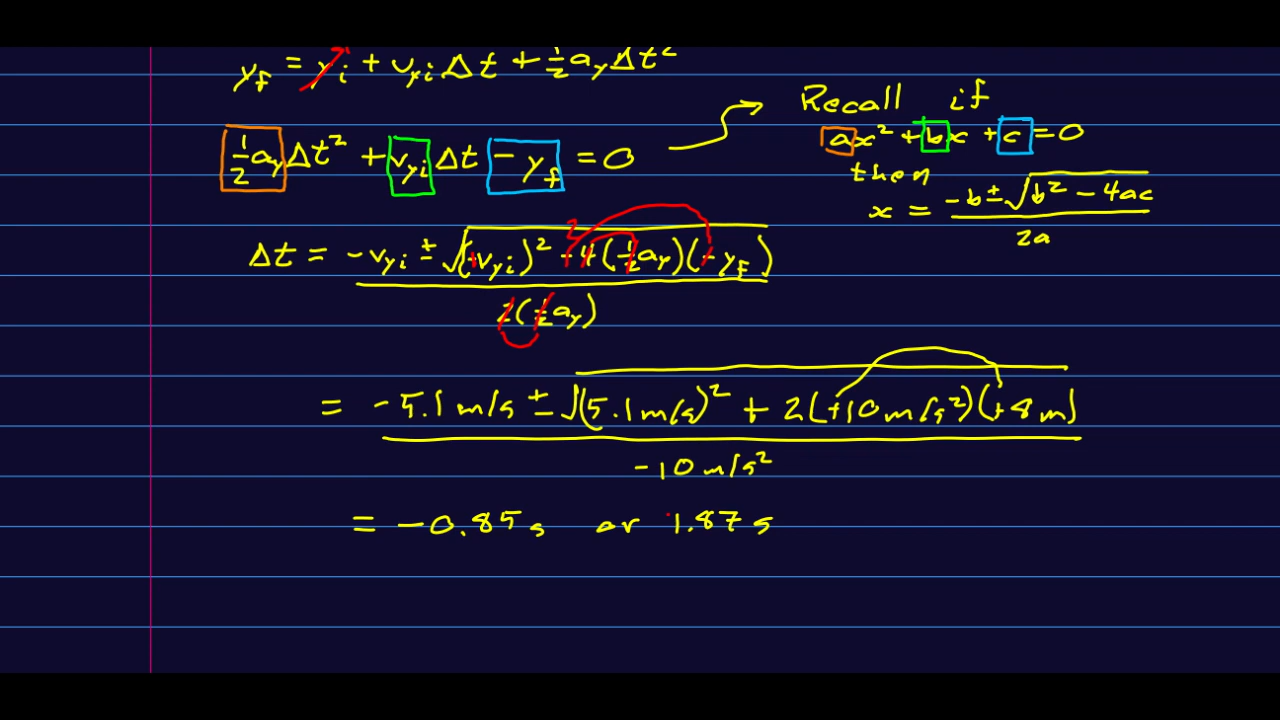 y_f = y_i + v_yi Δt + ½ a_y Δt²
½ a_y Δt² + v_yi Δt - y_f = 0
Recall if
ax² + bx + c = 0
then
x = (-b ± √(b² - 4ac)) / 2a
Δt = (-v_yi ± √((+v_yi)² - 4(½ a_y)(-y_f))) / 2(½ a_y)
2
= (-5.1 m/s ± √((5.1 m/s)² + 2(+10 m/s²)(+8 m))) / -10 m/s²
= -0.85 s or 1.87 s